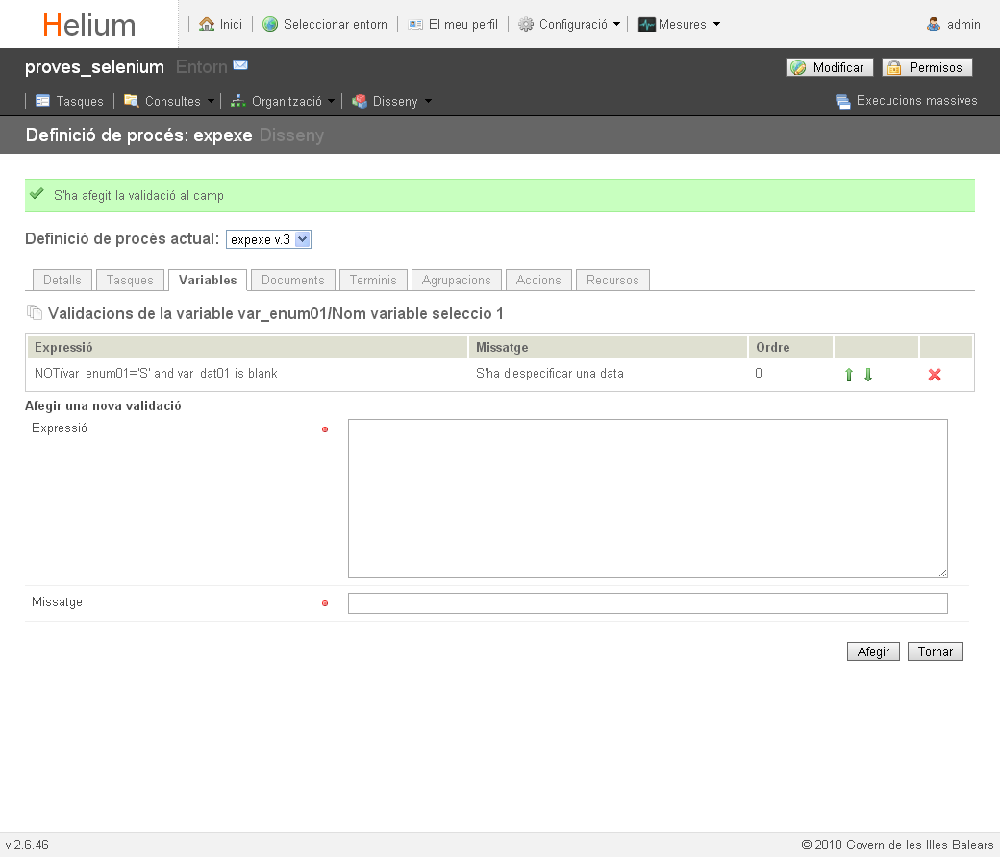 Helium
Inici Seleccionar entorn El meu perfil Configuració Mesures admin
proves_selenium Entorn Modificar Permisos
Tasques Consultes Organització Disseny Execucions massives
Definició de procés: expexe Disseny
S'ha afegit la validació al camp
Definició de procés actual: expexe v.3
Detalls Tasques Variables Documents Terminis Agrupacions Accions Recursos
Validacions de la variable var_enum01/Nom variable seleccio 1
Expressió Missatge Ordre
NOT(var_enum01='S' and var_dat01 is blank S'ha d'especificar una data 0
Afegir una nova validació
Expressió
Missatge
Afegir Tornar
v.2.6.46 © 2010 Govern de les Illes Balears